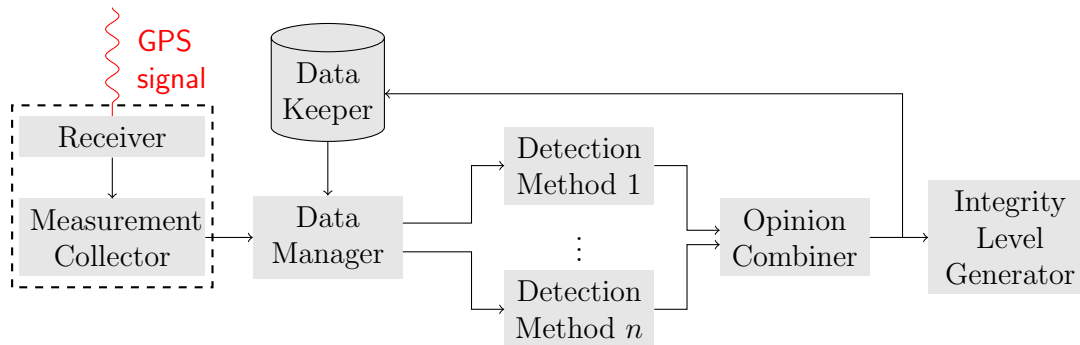 GPS
signal
Receiver
Measurement
Collector
Data
Keeper
Data
Manager
Detection
Method 1
⋮
Detection
Method n
Opinion
Combiner
Integrity
Level
Generator